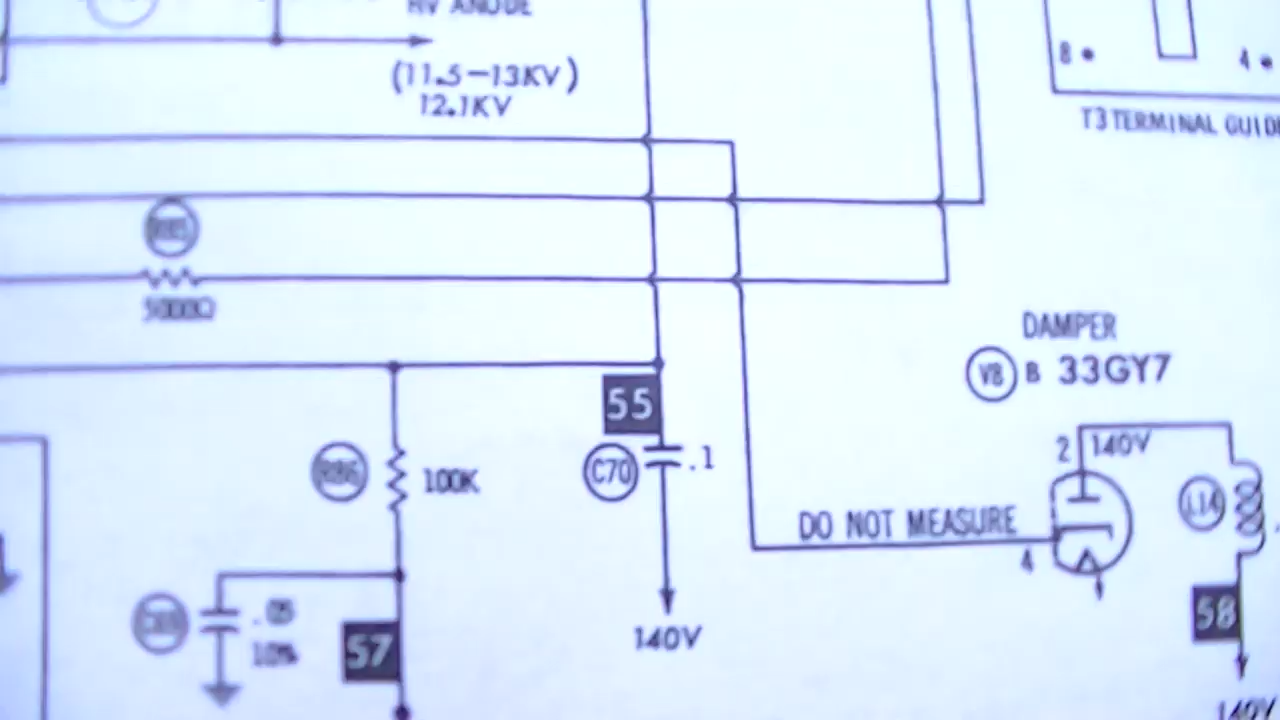 HV ANODE
(11.5-13KV)
12.1KV
8
4
T3 TERMINAL GUIDE
5000Ω
DAMPER
V8 B 33GY7
55
2 140V
C70 .1
R86 100K
L14
DO NOT MEASURE
4
58
.05
10%
57
140V
140V